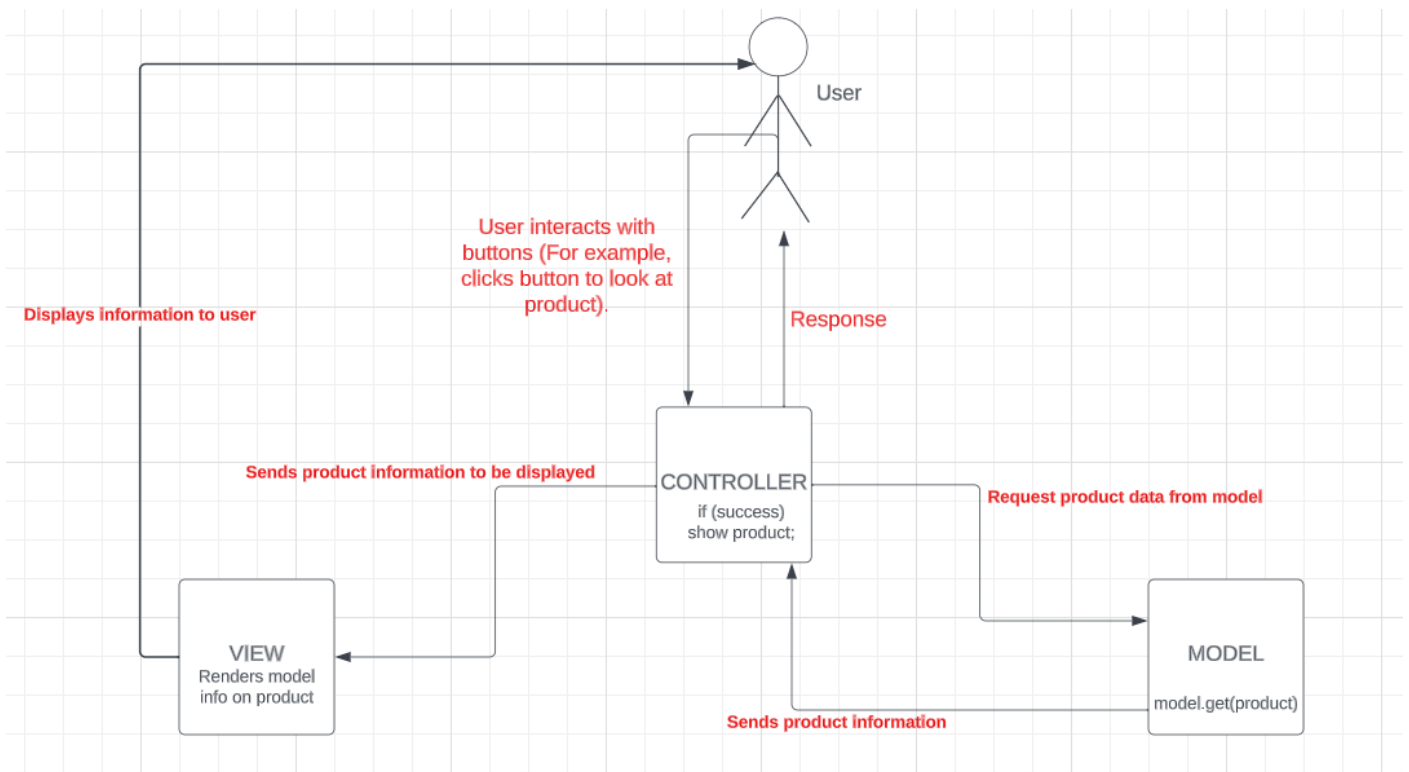 User
User interacts with
buttons (For example,
clicks button to look at
product).
Displays information to user
Response
Sends product information to be displayed
CONTROLLER
if (success)
show product;
Request product data from model
VIEW
Renders model
info on product
MODEL
model.get(product)
Sends product information